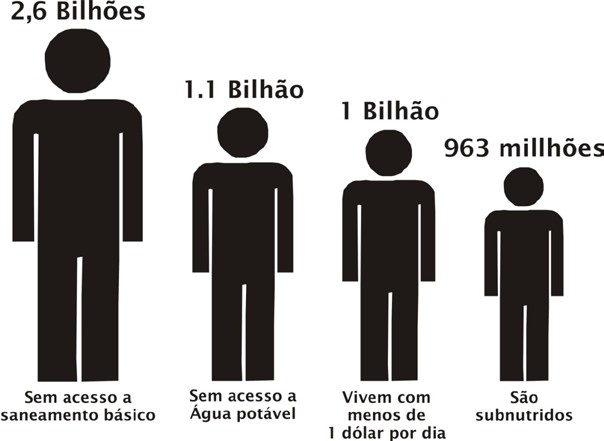 2,6 Bilhões
1.1 Bilhão
1 Bilhão
963 millhões
Sem acesso a
saneamento básico
Sem acesso a
Água potável
Vivem com
menos de
1 dólar por dia
São
subnutridos